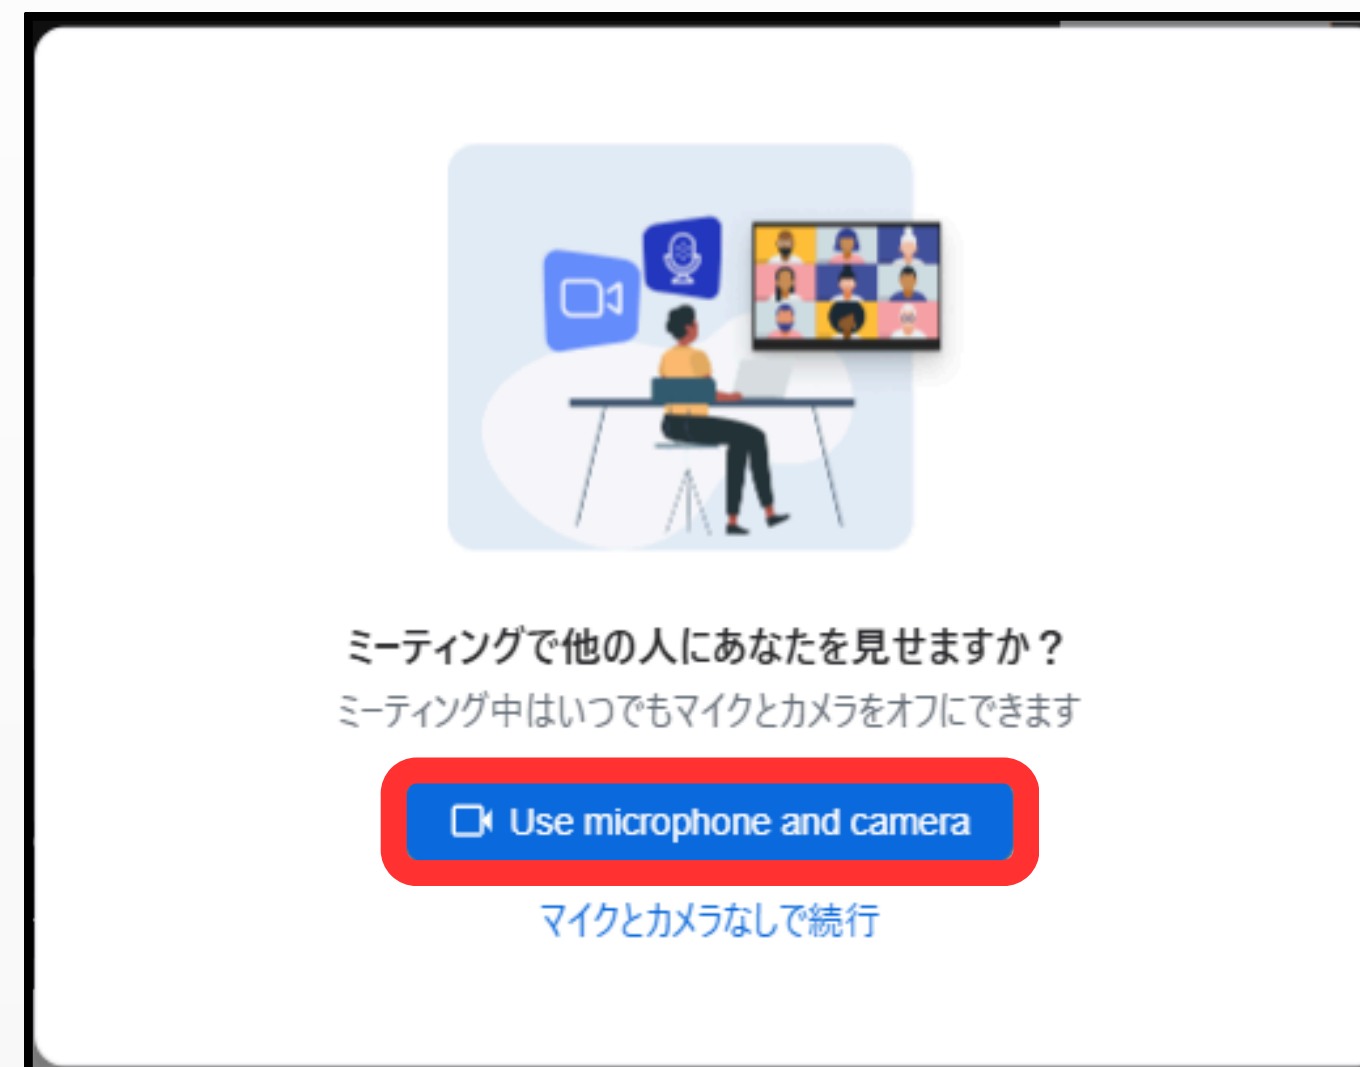 ミーティングで他の人にあなたを見せますか？
ミーティング中はいつでもマイクとカメラをオフにできます
Use microphone and camera
マイクとカメラなしで続行